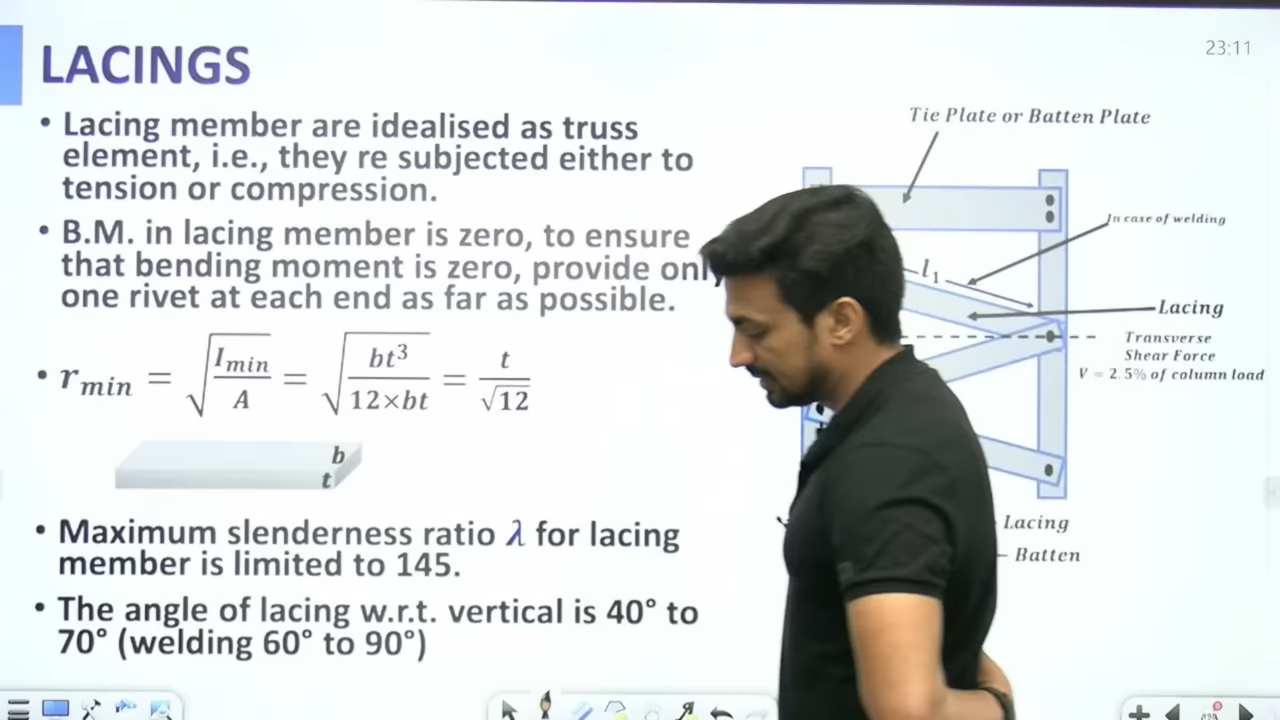 LACINGS
23:11
• Lacing member are idealised as truss
element, i.e., they re subjected either to
tension or compression.
• B.M. in lacing member is zero, to ensure
that bending moment is zero, provide
one rivet at each end as far as possible.
• r_min = √(I_min/A) = √(bt³/(12×bt)) = t/√12
b
t
• Maximum slenderness ratio λ for lacing
member is limited to 145.
• The angle of lacing w.r.t. vertical is 40° to
70° (welding 60° to 90°)
Tie Plate or Batten Plate
In case of welding
l₁
Lacing
Transverse
Shear Force
V = 2.5% of column load
Lacing
Batten